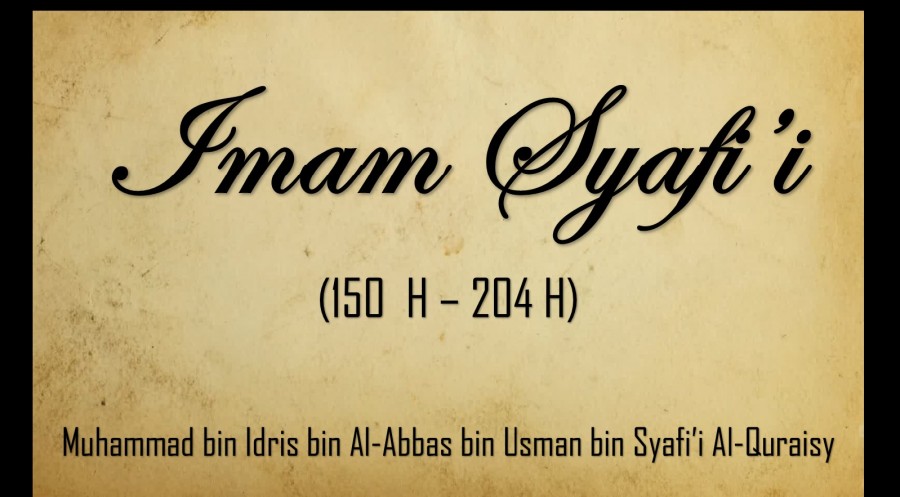 Imam Syafi'i
(150 H – 204 H)
Muhammad bin Idris bin Al-Abbas bin Usman bin Syafi'i Al-Quraisy